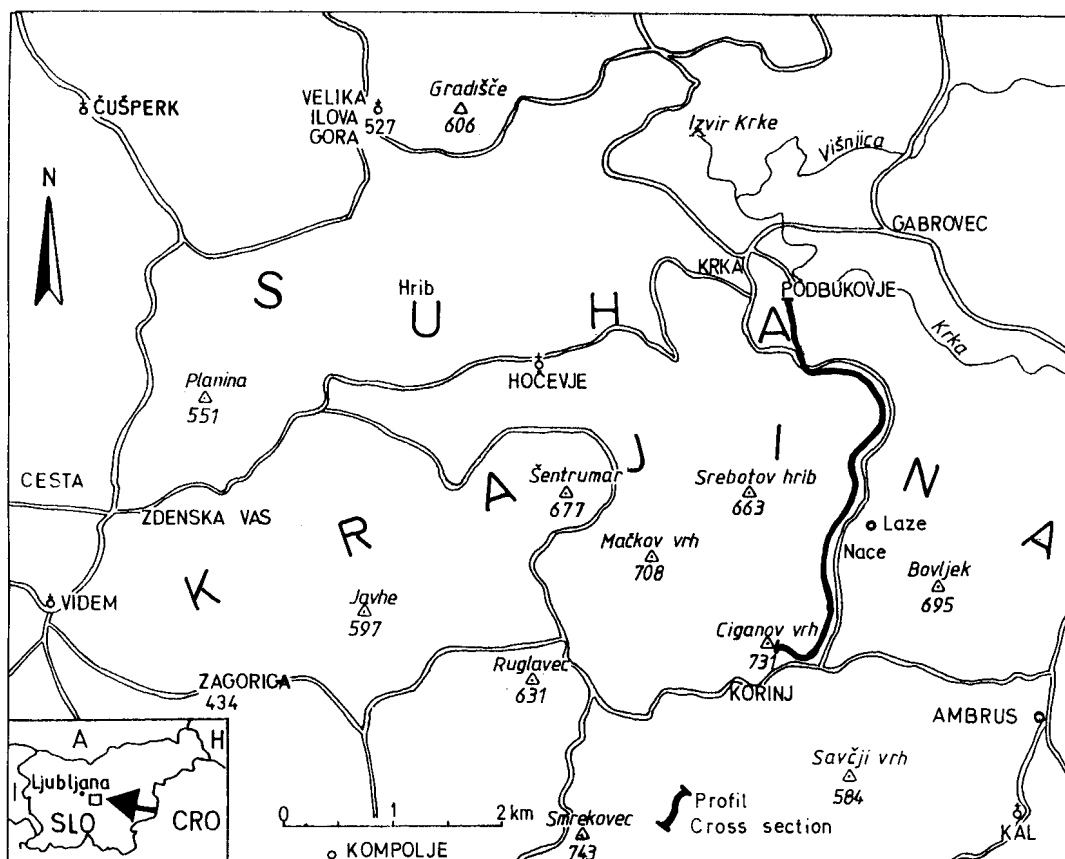 ČUŠPERK
VELIKA
ILOVA
GORA
527
Gradišče
606
Izvir Krke
Višnjica
N
GABROVEC
KRKA
PODBUKOVJE
Krka
S U H A
Hrib
HOČEVJE
Planina
551
CESTA
ZDENSKA VAS
K R A J I N A
Šentrumar
677
Srebotov hrib
663
Laze
Nace
Mačkov vrh
708
Bovljek
695
VIDEM
Javhe
597
Ciganov vrh
731
Ruglavec
631
KORINJ
ZAGORICA
434
AMBRUS
Savčji vrh
584
A
H
Ljubljana
I
SLO
CRO
0 1 2 km
Profil
Cross section
Smrekovec
743
KAL
KOMPOLJE